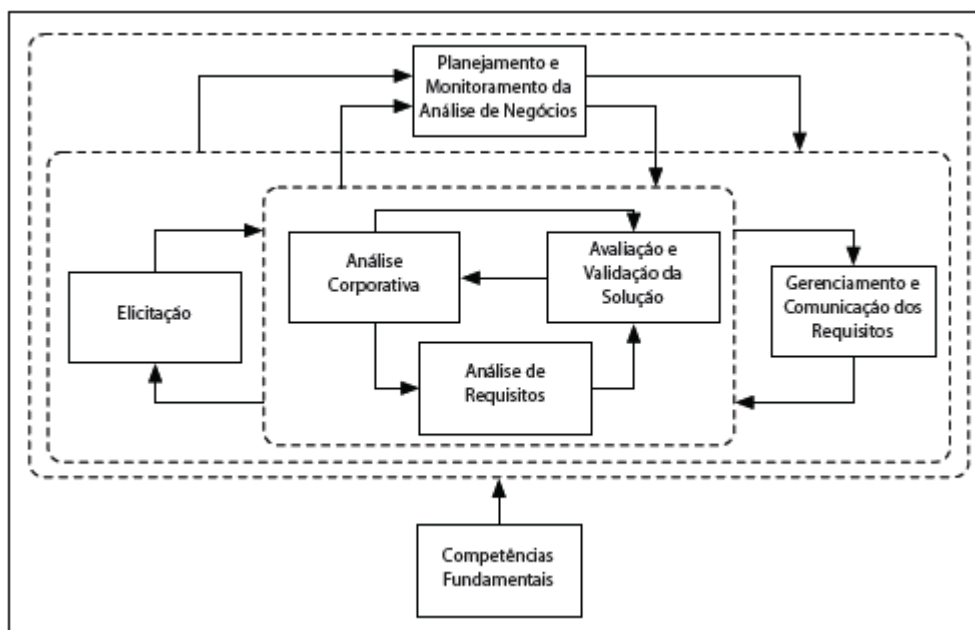 Planejamento e
Monitoramento da
Análise de Negócios
Análise
Corporativa
Avaliação e
Validação da
Solução
Elicitação
Gerenciamento e
Comunicação dos
Requisitos
Análise de
Requisitos
Competências
Fundamentais